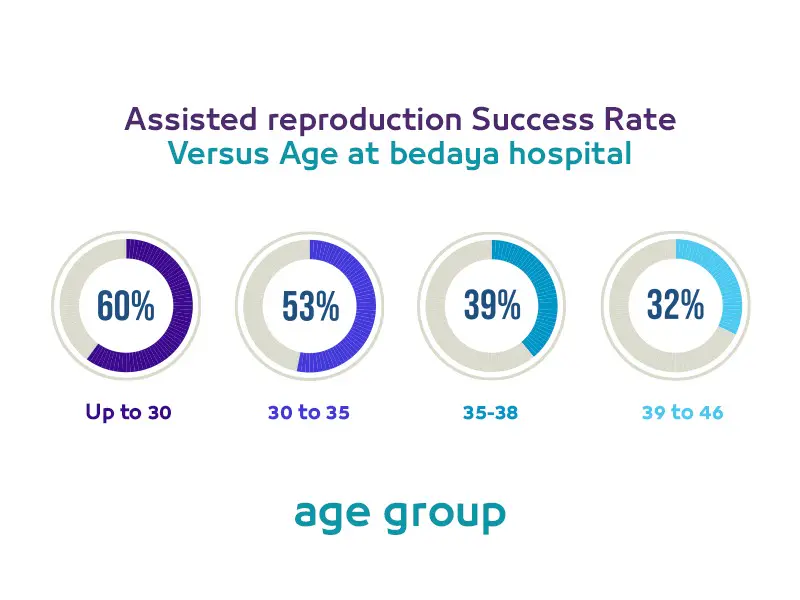 Assisted reproduction Success Rate
Versus Age at bedaya hospital
60%
53%
39%
32%
Up to 30
30 to 35
35-38
39 to 46
age group